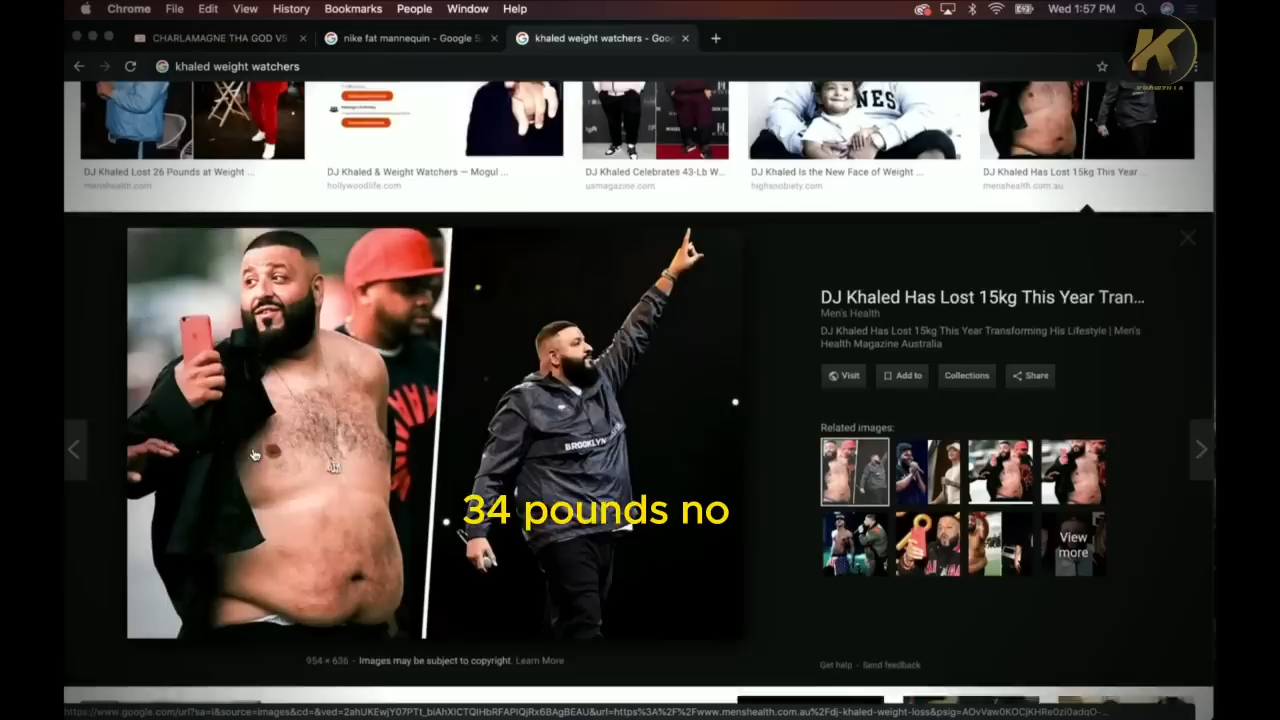 Chrome File Edit View History Bookmarks People Window Help Wed 1:57 PM
CHARLAMAGNE THA GOD VS
nike fat mannequin - Google S
khaled weight watchers - Goo
khaled weight watchers
K
NES
DJ Khaled Lost 26 Pounds at Weight ...
menshealth.com
DJ Khaled & Weight Watchers — Mogul ...
hollywoodlife.com
DJ Khaled Celebrates 43-Lb W...
usmagazine.com
DJ Khaled Is the New Face of Weight ...
highsnobiety.com
DJ Khaled Has Lost 15kg This Year ...
menshealth.com.au
DJ Khaled Has Lost 15kg This Year Tran...
Men's Health
DJ Khaled Has Lost 15kg This Year Transforming His Lifestyle | Men's
Health Magazine Australia
Visit Add to Collections Share
Related images:
View
more
BROOKLYN
34 pounds no
954 × 636 - Images may be subject to copyright. Learn More
Get help - Send feedback